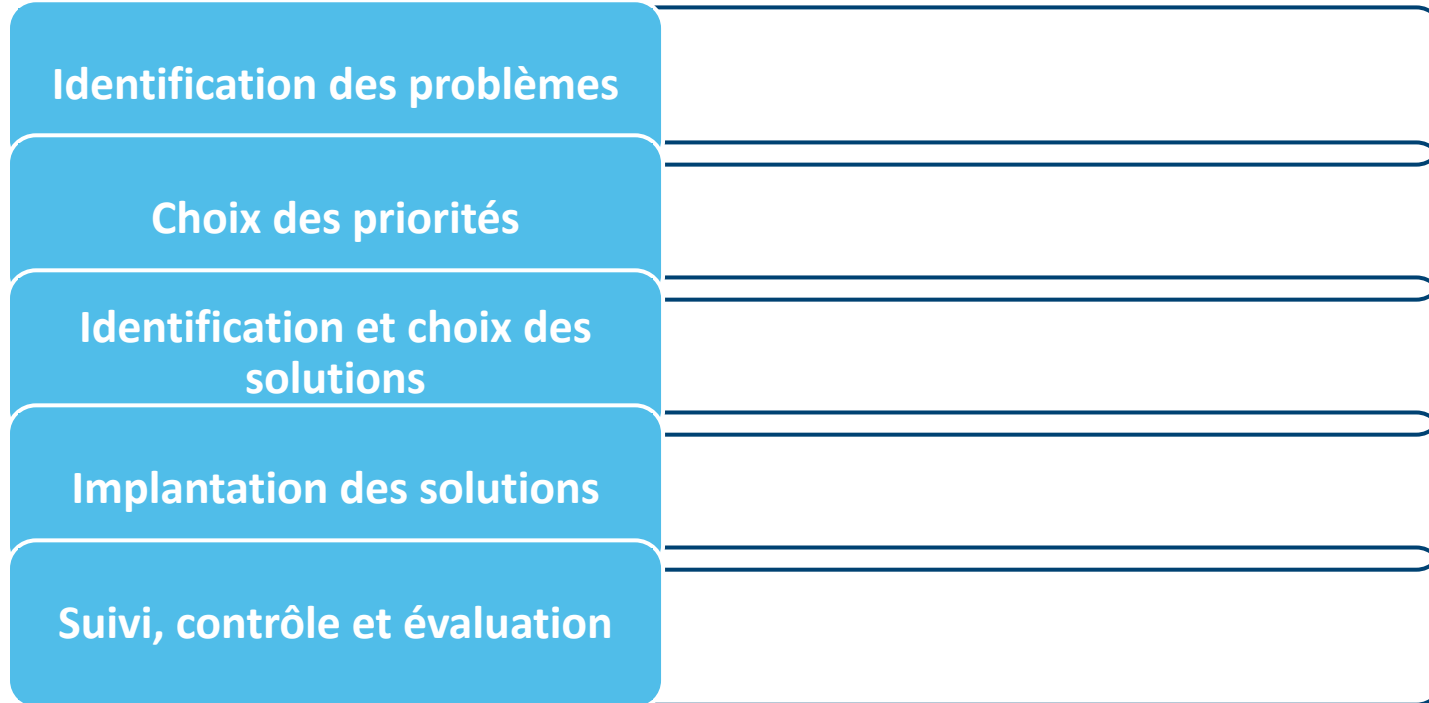 Identification des problèmes
Choix des priorités
Identification et choix des
solutions
Implantation des solutions
Suivi, contrôle et évaluation